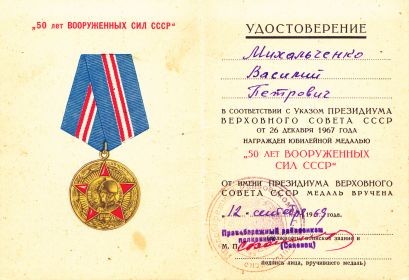 „50 лет ВООРУЖЕННЫХ СИЛ СССР“
УДОСТОВЕРЕНИЕ
Михальченко
Василий
Петрович
В СООТВЕТСТВИИ С УКАЗОМ ПРЕЗИДИУМА
ВЕРХОВНОГО СОВЕТА СССР
ОТ 26 ДЕКАБРЯ 1967 ГОДА
НАГРАЖДЕН ЮБИЛЕЙНОЙ МЕДАЛЬЮ
„50 ЛЕТ ВООРУЖЕННЫХ
СИЛ СССР“
ОТ ИМЕНИ ПРЕЗИДИУМА ВЕРХОВНОГО
СОВЕТА СССР МЕДАЛЬ ВРУЧЕНА
„12“ сентября 1969 года.
Правобережный
М. П.
(подпись лица, вручившего медаль)